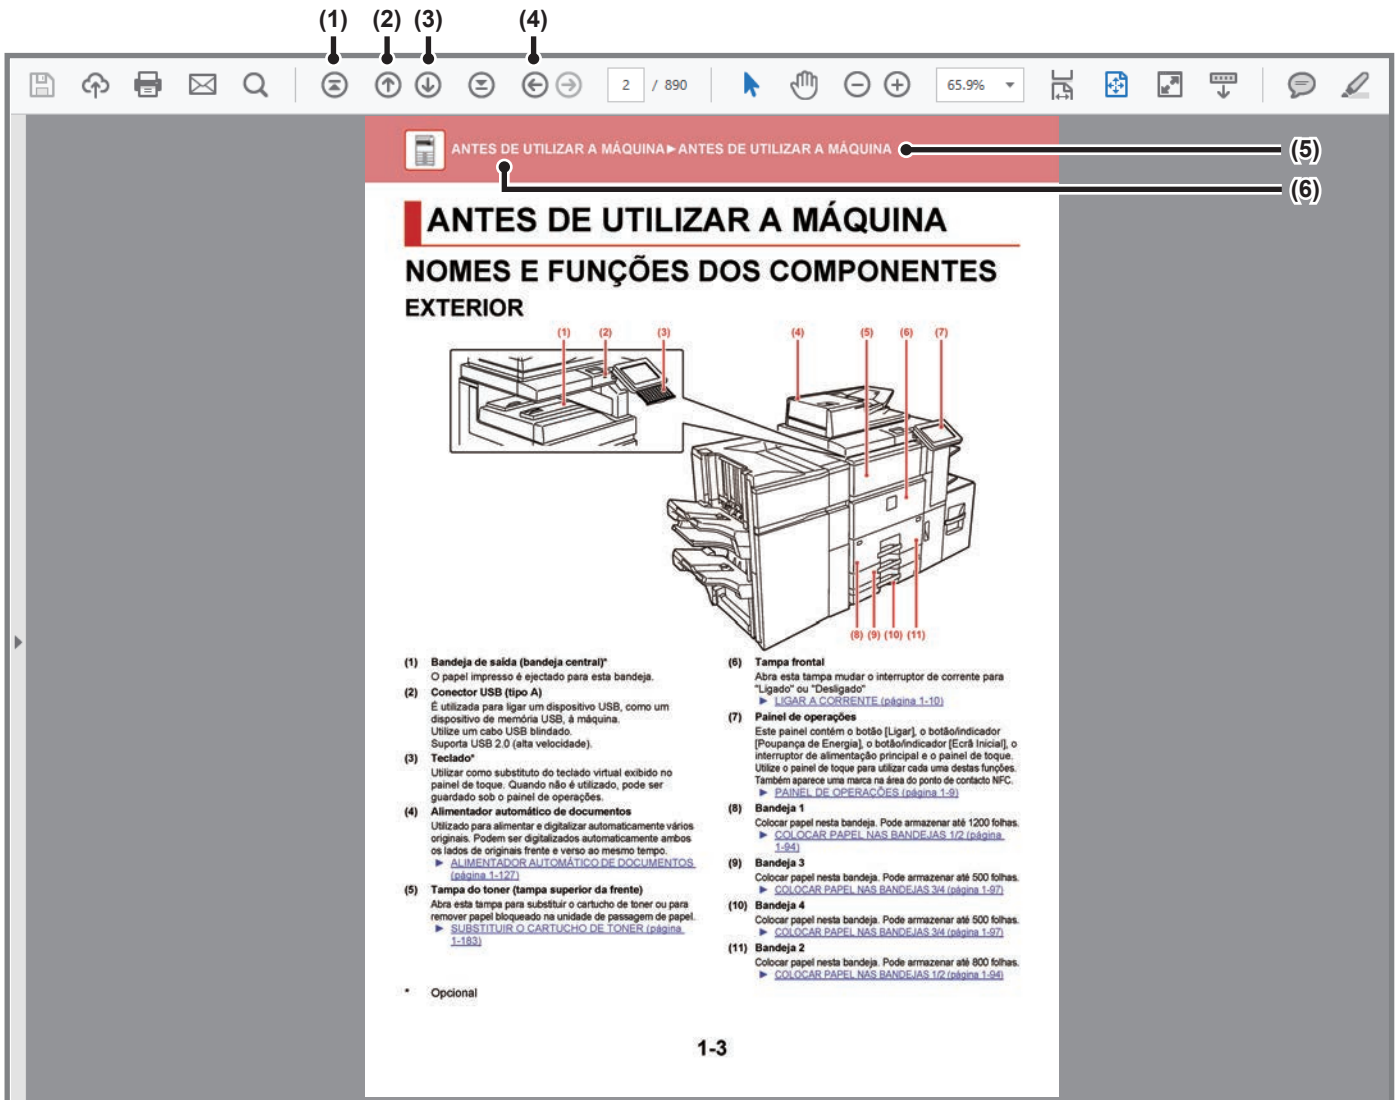 (1) (2) (3) (4)
2 / 890 65.9%
ANTES DE UTILIZAR A MÁQUINA►ANTES DE UTILIZAR A MÁQUINA
(5)
(6)
ANTES DE UTILIZAR A MÁQUINA
NOMES E FUNÇÕES DOS COMPONENTES
EXTERIOR
(1) (2) (3) (4) (5) (6) (7)
(8) (9) (10) (11)
(1) Bandeja de saída (bandeja central)*
O papel impresso é ejectado para esta bandeja.
(2) Conector USB (tipo A)
É utilizada para ligar um dispositivo USB, como um
dispositivo de memória USB, à máquina.
Utilize um cabo USB blindado.
Suporta USB 2.0 (alta velocidade).
(3) Teclado*
Utilizar como substituto do teclado virtual exibido no
painel de toque. Quando não é utilizado, pode ser
guardado sob o painel de operações.
(4) Alimentador automático de documentos
Utilizado para alimentar e digitalizar automaticamente vários
originais. Podem ser digitalizados automaticamente ambos
os lados de originais frente e verso ao mesmo tempo.
► ALIMENTADOR AUTOMÁTICO DE DOCUMENTOS
(página 1-127)
(5) Tampa do toner (tampa superior da frente)
Abra esta tampa para substituir o cartucho de toner ou para
remover papel bloqueado na unidade de passagem de papel.
► SUBSTITUIR O CARTUCHO DE TONER (página
1-183)
* Opcional
(6) Tampa frontal
Abra esta tampa mudar o interruptor de corrente para
"Ligado" ou "Desligado"
► LIGAR A CORRENTE (página 1-10)
(7) Painel de operações
Este painel contém o botão [Ligar], o botão/indicador
[Poupança de Energia], o botão/indicador [Ecrã Inicial], o
interruptor de alimentação principal e o painel de toque.
Utilize o painel de toque para utilizar cada uma destas funções.
Também aparece uma marca na área do ponto de contacto NFC.
► PAINEL DE OPERAÇÕES (página 1-9)
(8) Bandeja 1
Colocar papel nesta bandeja. Pode armazenar até 1200 folhas.
► COLOCAR PAPEL NAS BANDEJAS 1/2 (página
1-94)
(9) Bandeja 3
Colocar papel nesta bandeja. Pode armazenar até 500 folhas.
► COLOCAR PAPEL NAS BANDEJAS 3/4 (página 1-97)
(10) Bandeja 4
Colocar papel nesta bandeja. Pode armazenar até 500 folhas.
► COLOCAR PAPEL NAS BANDEJAS 3/4 (página 1-97)
(11) Bandeja 2
Colocar papel nesta bandeja. Pode armazenar até 800 folhas.
► COLOCAR PAPEL NAS BANDEJAS 1/2 (página 1-94)
1-3